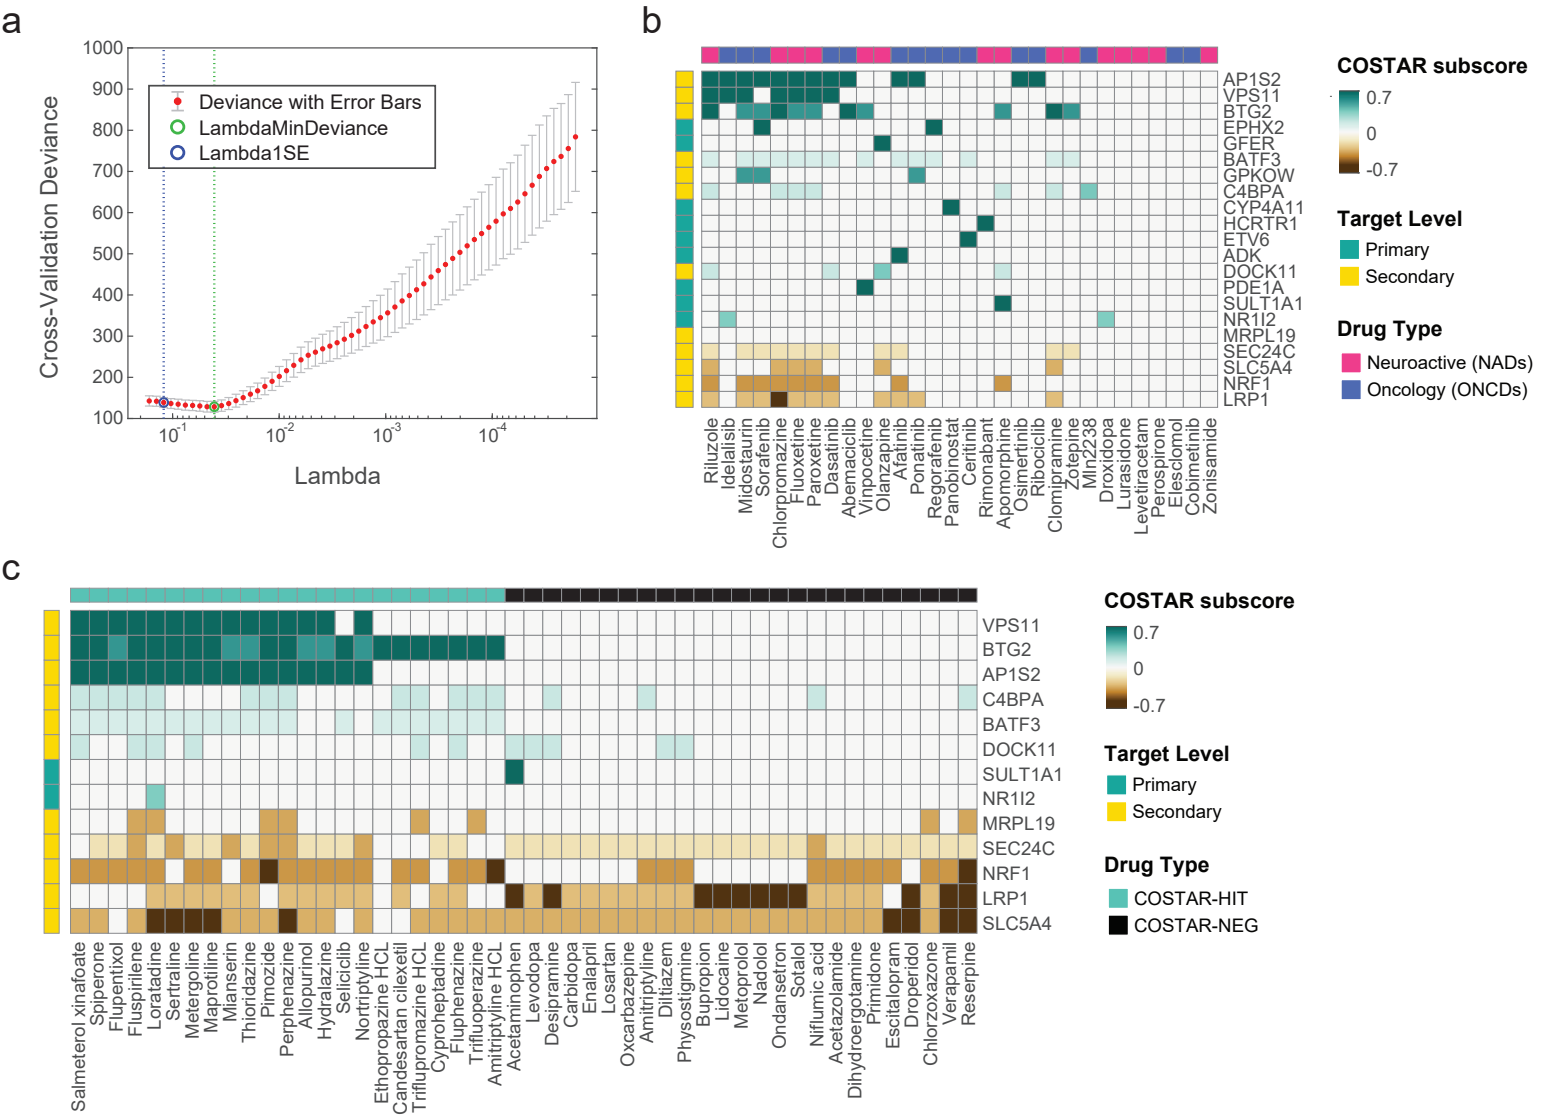 a
1000
900
800
700
600
500
400
300
200
100
Cross-Validation Deviance
Deviance with Error Bars
LambdaMinDeviance
Lambda1SE
10-1
10-2
10-3
10-4
Lambda
b
AP1S2
VPS11
BTG2
EPHX2
GFER
BATF3
GPKOW
C4BPA
CYP4A11
HCRTR1
ETV6
ADK
DOCK11
PDE1A
SULT1A1
NR1I2
MRPL19
SEC24C
SLC5A4
NRF1
LRP1
Riluzole
Idelalisib
Midostaurin
Sorafenib
Chlorpromazine
Fluoxetine
Paroxetine
Dasatinib
Abemaciclib
Vinpocetine
Olanzapine
Afatinib
Ponatinib
Regorafenib
Panobinostat
Ceritinib
Rimonabant
Apomorphine
Osimertinib
Ribociclib
Clomipramine
Zotepine
Mln2238
Droxidopa
Lurasidone
Levetiracetam
Perospirone
Elesclomol
Cobimetinib
Zonisamide
COSTAR subscore
0.7
0
-0.7
Target Level
Primary
Secondary
Drug Type
Neuroactive (NADs)
Oncology (ONCDs)
c
VPS11
BTG2
AP1S2
C4BPA
BATF3
DOCK11
SULT1A1
NR1I2
MRPL19
SEC24C
NRF1
LRP1
SLC5A4
Salmeterol xinafoate
Spiperone
Flupentixol
Fluspirilene
Loratadine
Sertraline
Metergoline
Maprotiline
Mianserin
Thioridazine
Pimozide
Perphenazine
Allopurinol
Hydralazine
Seliciclib
Nortriptyline
Ethopropazine HCL
Candesartan cilexetil
Triflupromazine HCL
Cyproheptadine
Fluphenazine
Trifluoperazine
Amitriptyline HCL
Acetaminophen
Levodopa
Desipramine
Carbidopa
Enalapril
Losartan
Oxcarbazepine
Amitriptyline
Diltiazem
Physostigmine
Bupropion
Lidocaine
Metoprolol
Nadolol
Ondansetron
Sotalol
Niflumic acid
Acetazolamide
Dihydroergotamine
Primidone
Escitalopram
Droperidol
Chlorzoxazone
Verapamil
Reserpine
COSTAR subscore
0.7
0
-0.7
Target Level
Primary
Secondary
Drug Type
COSTAR-HIT
COSTAR-NEG